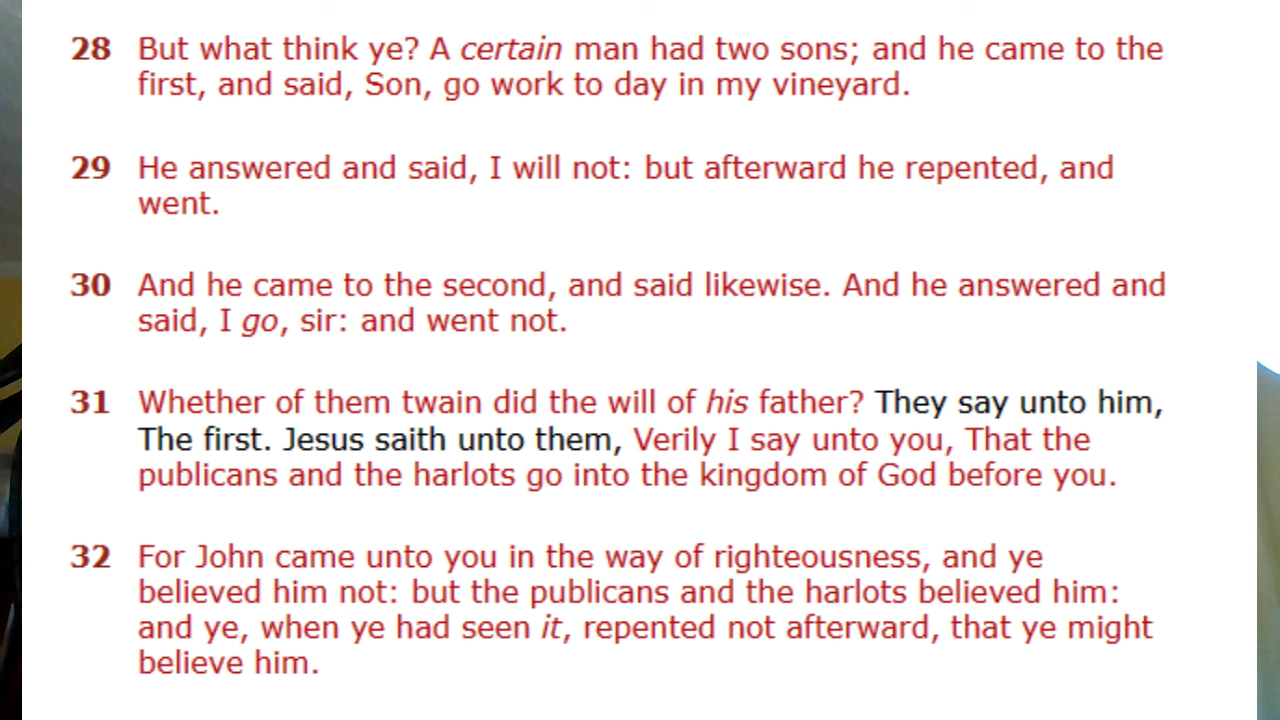 28 But what think ye? A certain man had two sons; and he came to the
first, and said, Son, go work to day in my vineyard.
29 He answered and said, I will not: but afterward he repented, and
went.
30 And he came to the second, and said likewise. And he answered and
said, I go, sir: and went not.
31 Whether of them twain did the will of his father? They say unto him,
The first. Jesus saith unto them, Verily I say unto you, That the
publicans and the harlots go into the kingdom of God before you.
32 For John came unto you in the way of righteousness, and ye
believed him not: but the publicans and the harlots believed him:
and ye, when ye had seen it, repented not afterward, that ye might
believe him.